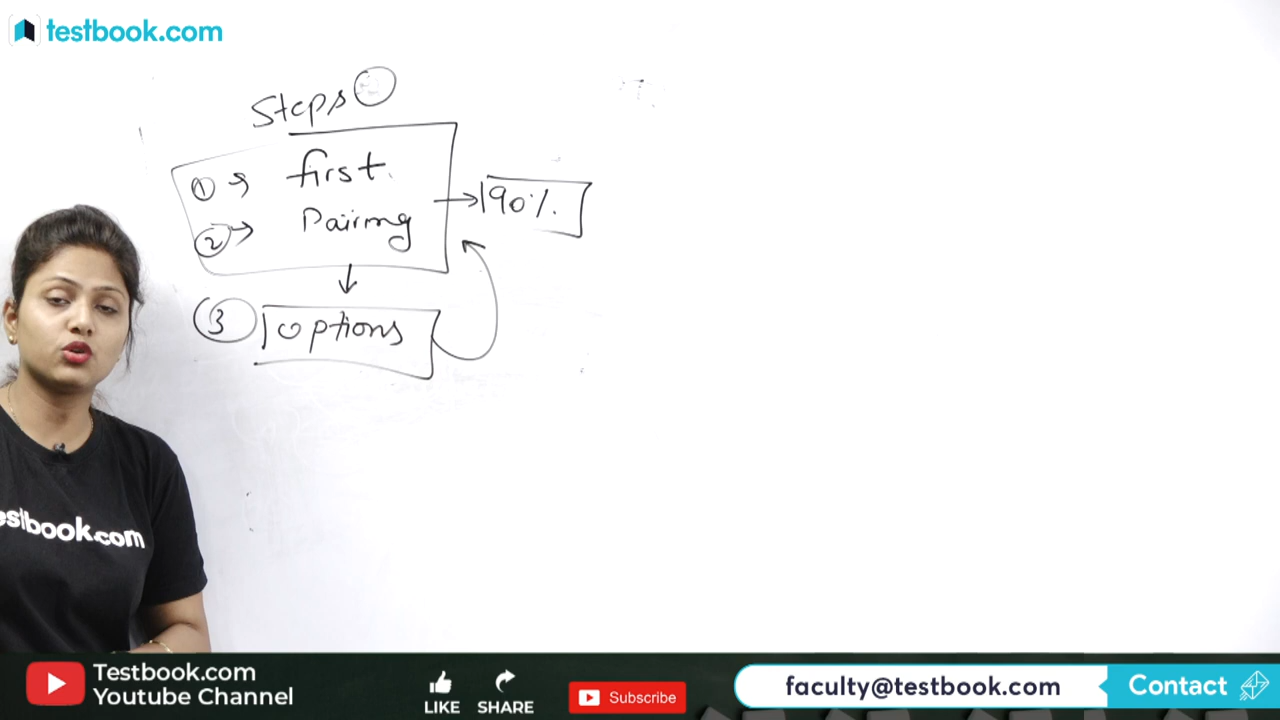 testbook.com
Steps
① → first
② → Pairing
→ 90%
③ options
estbook.com
Testbook.com
Youtube Channel
LIKE SHARE
Subscribe
faculty@testbook.com
Contact